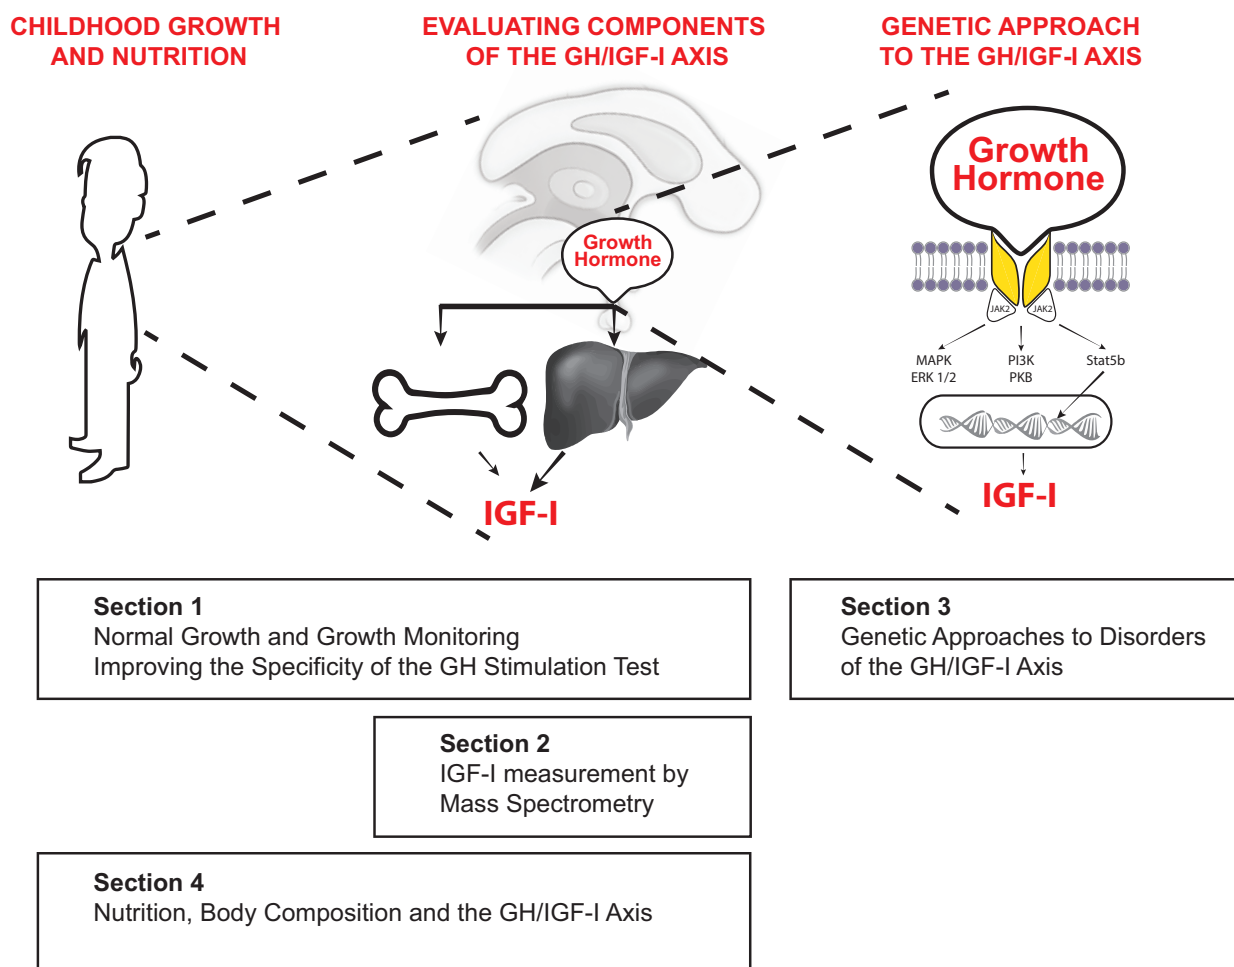 CHILDHOOD GROWTH
AND NUTRITION
EVALUATING COMPONENTS
OF THE GH/IGF-I AXIS
GENETIC APPROACH
TO THE GH/IGF-I AXIS
Growth
Hormone
IGF-I
Growth
Hormone
JAK2
JAK2
MAPK
ERK 1/2
PI3K
PKB
Stat5b
IGF-I
Section 1
Normal Growth and Growth Monitoring
Improving the Specificity of the GH Stimulation Test
Section 3
Genetic Approaches to Disorders
of the GH/IGF-I Axis
Section 2
IGF-I measurement by
Mass Spectrometry
Section 4
Nutrition, Body Composition and the GH/IGF-I Axis